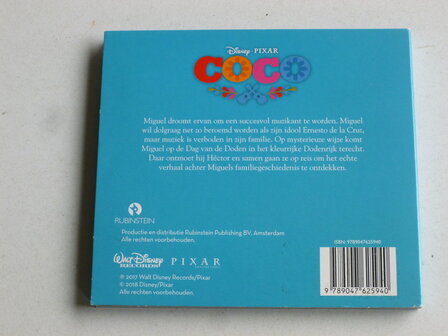 Disney · PIXAR
COCO
Miguel droomt ervan om een succesvol muzikant te worden. Miguel
wil dolgraag net zo beroemd worden als zijn idool Ernesto de la Cruz,
maar muziek is verboden in zijn familie. Op mysterieuze wijze komt
Miguel op de Dag van de Doden in het kleurrijke Dodenrijk terecht.
Daar ontmoet hij Héctor en samen gaan ze op reis om het echte
verhaal achter Miguels familiegeschiedenis te ontdekken.
RUBINSTEIN
Productie en distributie Rubinstein Publishing BV, Amsterdam
Alle rechten voorbehouden.
ISBN: 9789047625940
Walt Disney
RECORDS
PIXAR
℗ 2017 Walt Disney Records/Pixar
© 2018 Disney/Pixar
Alle rechten voorbehouden.
9 789047 625940